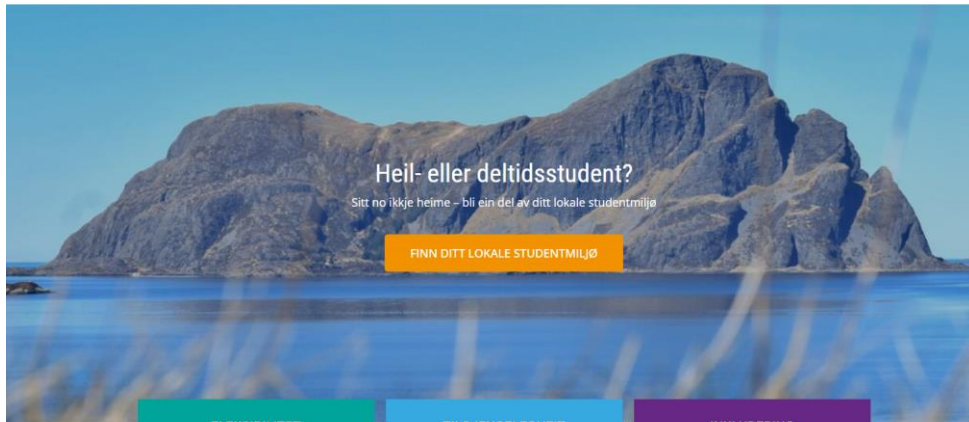 Heil- eller deltidsstudent?
Sitt no ikkje heime – bli ein del av ditt lokale studentmiljø
FINN DITT LOKALE STUDENTMILJØ